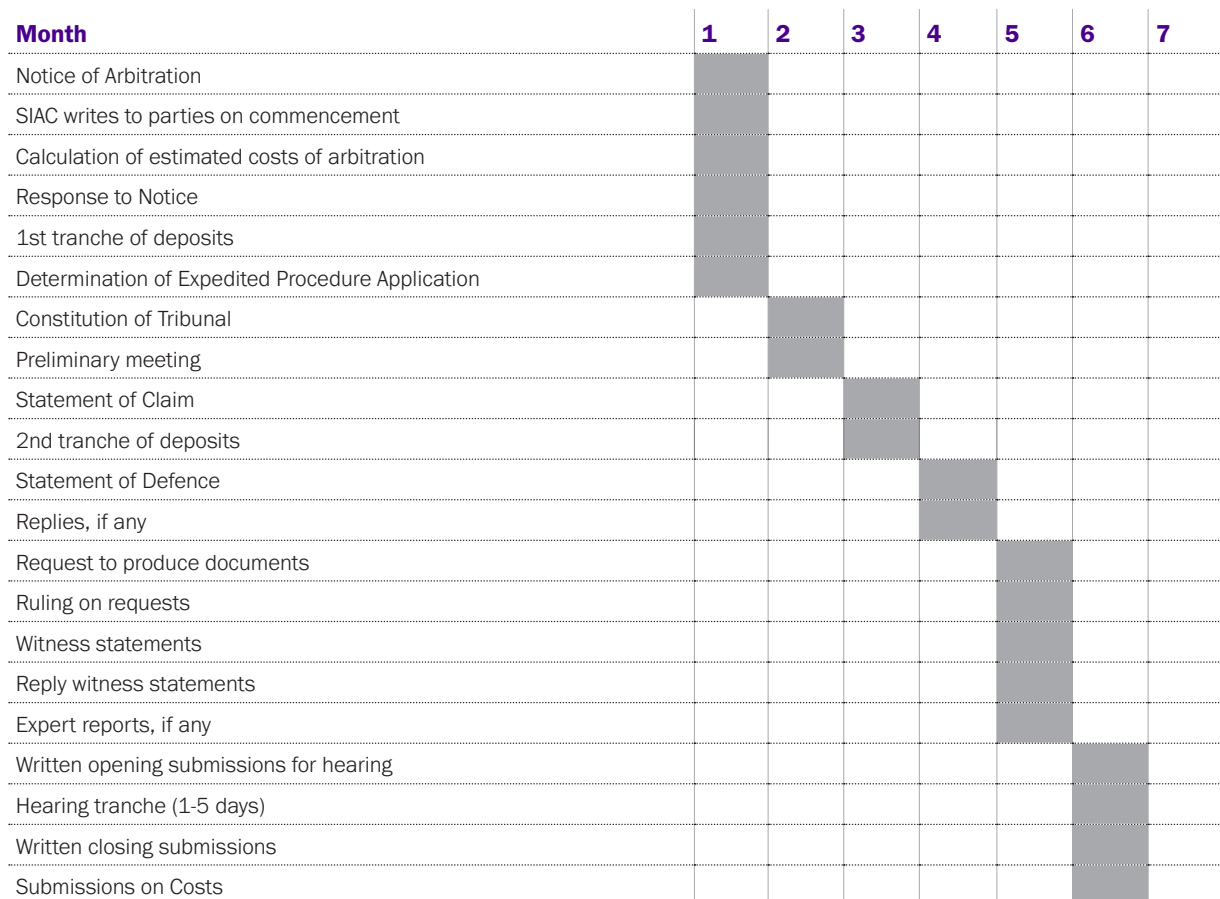 Month 1 2 3 4 5 6 7
Notice of Arbitration
SIAC writes to parties on commencement
Calculation of estimated costs of arbitration
Response to Notice
1st tranche of deposits
Determination of Expedited Procedure Application
Constitution of Tribunal
Preliminary meeting
Statement of Claim
2nd tranche of deposits
Statement of Defence
Replies, if any
Request to produce documents
Ruling on requests
Witness statements
Reply witness statements
Expert reports, if any
Written opening submissions for hearing
Hearing tranche (1-5 days)
Written closing submissions
Submissions on Costs